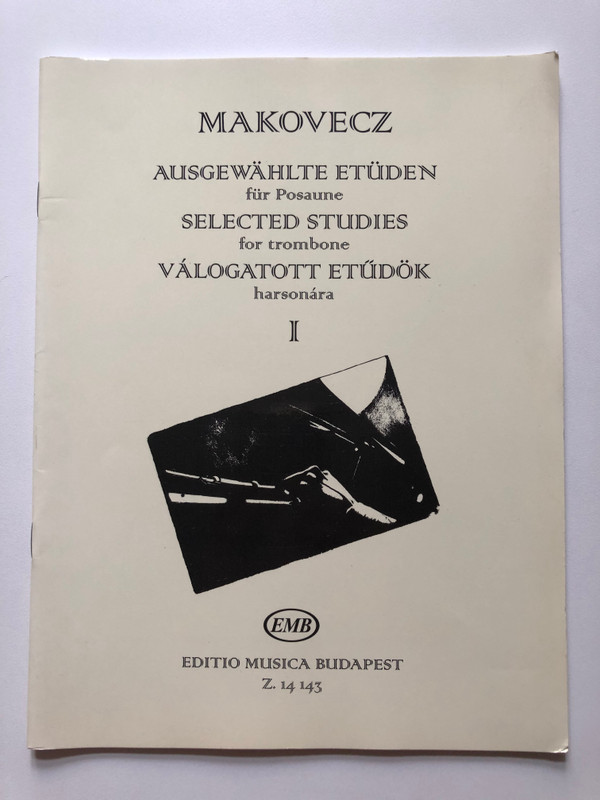 MAKOVECZ
AUSGEWÄHLTE ETÜDEN
für Posaune
SELECTED STUDIES
for trombone
VÁLOGATOTT ETŰDÖK
harsonára
I
EMB
EDITIO MUSICA BUDAPEST
Z. 14 143